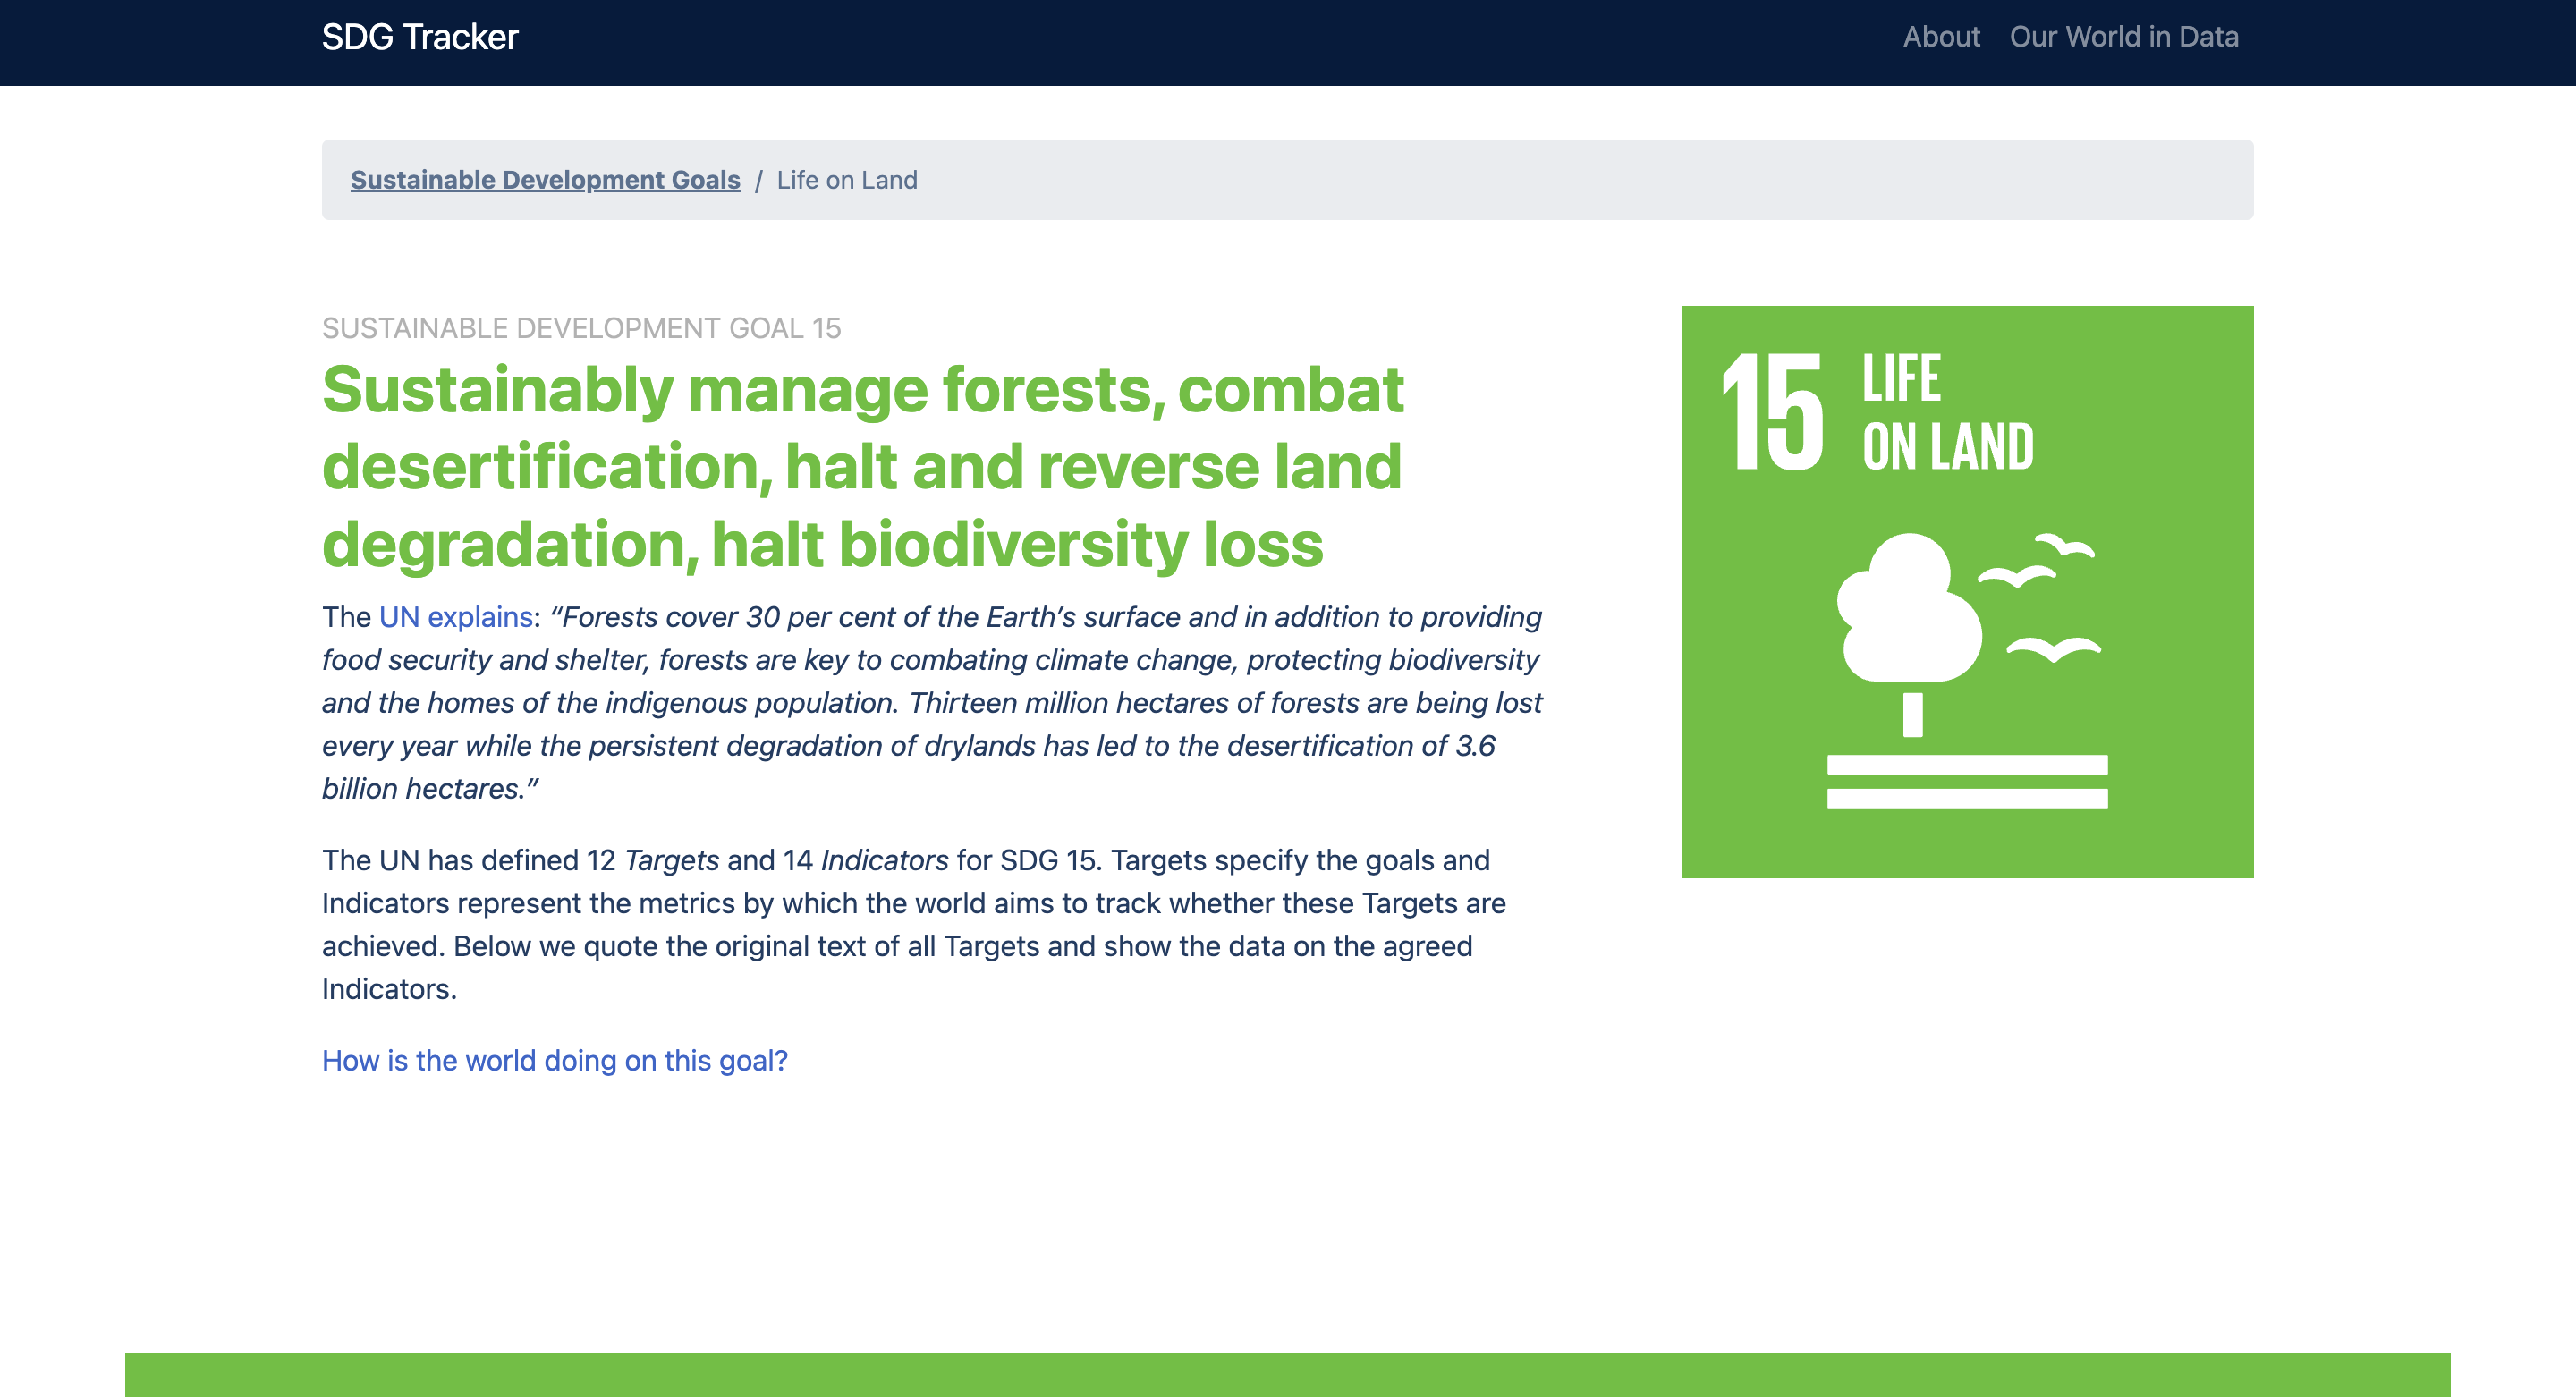 SDG Tracker
About
Our World in Data
Sustainable Development Goals / Life on Land
SUSTAINABLE DEVELOPMENT GOAL 15
Sustainably manage forests, combat
desertification, halt and reverse land
degradation, halt biodiversity loss
The UN explains: “Forests cover 30 per cent of the Earth’s surface and in addition to providing
food security and shelter, forests are key to combating climate change, protecting biodiversity
and the homes of the indigenous population. Thirteen million hectares of forests are being lost
every year while the persistent degradation of drylands has led to the desertification of 3.6
billion hectares.”
The UN has defined 12 Targets and 14 Indicators for SDG 15. Targets specify the goals and
Indicators represent the metrics by which the world aims to track whether these Targets are
achieved. Below we quote the original text of all Targets and show the data on the agreed
Indicators.
How is the world doing on this goal?
15
LIFE
ON LAND